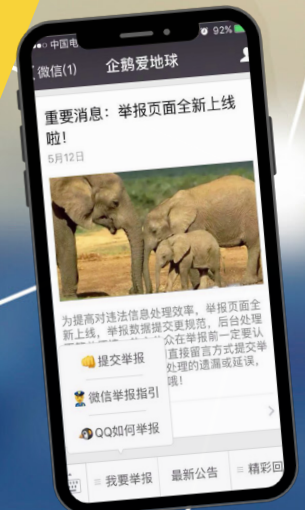 中国电 92%
微信(1) 企鹅爱地球
重要消息：举报页面全新上线
啦！
5月12日
为提高对违法信息处理效率，举报页面全
新上线，举报数据提交更规范，后台处理
众在举报前一定要认
直接留言方式提交举
处理的遗漏或延误，
哦！
提交举报
微信举报指引
QQ如何举报
我要举报 最新公告 精彩回